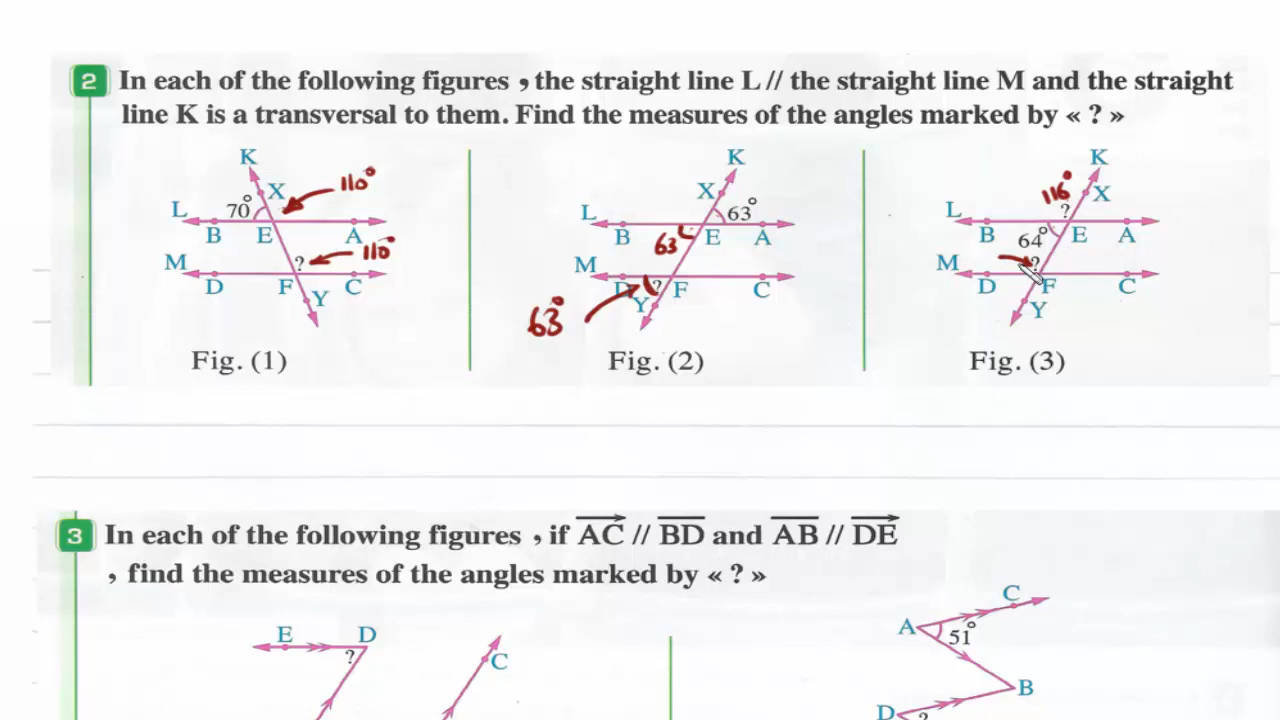 2 In each of the following figures , the straight line L // the straight line M and the straight
line K is a transversal to them. Find the measures of the angles marked by « ? »
K X 110° L 70° B E A 110° M ? D F C Y
Fig. (1)
K X 63° L B 63 E A M D ? F C Y 63°
Fig. (2)
K 116° X ? L B 64° E A M ? D F C Y
Fig. (3)
3 In each of the following figures , if AC // BD and AB // DE
, find the measures of the angles marked by « ? »
E D ? C
C A 51° B D ?